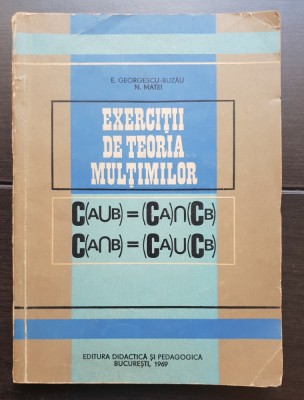 E. GEORGESCU-BUZĂU
N. MATEI
EXERCIȚII
DE TEORIA
MULȚIMILOR
C(A∪B) = (CA)∩(CB)
C(A∩B) = (CA)∪(CB)
EDITURA DIDACTICĂ ȘI PEDAGOGICĂ
BUCUREȘTI, 1969